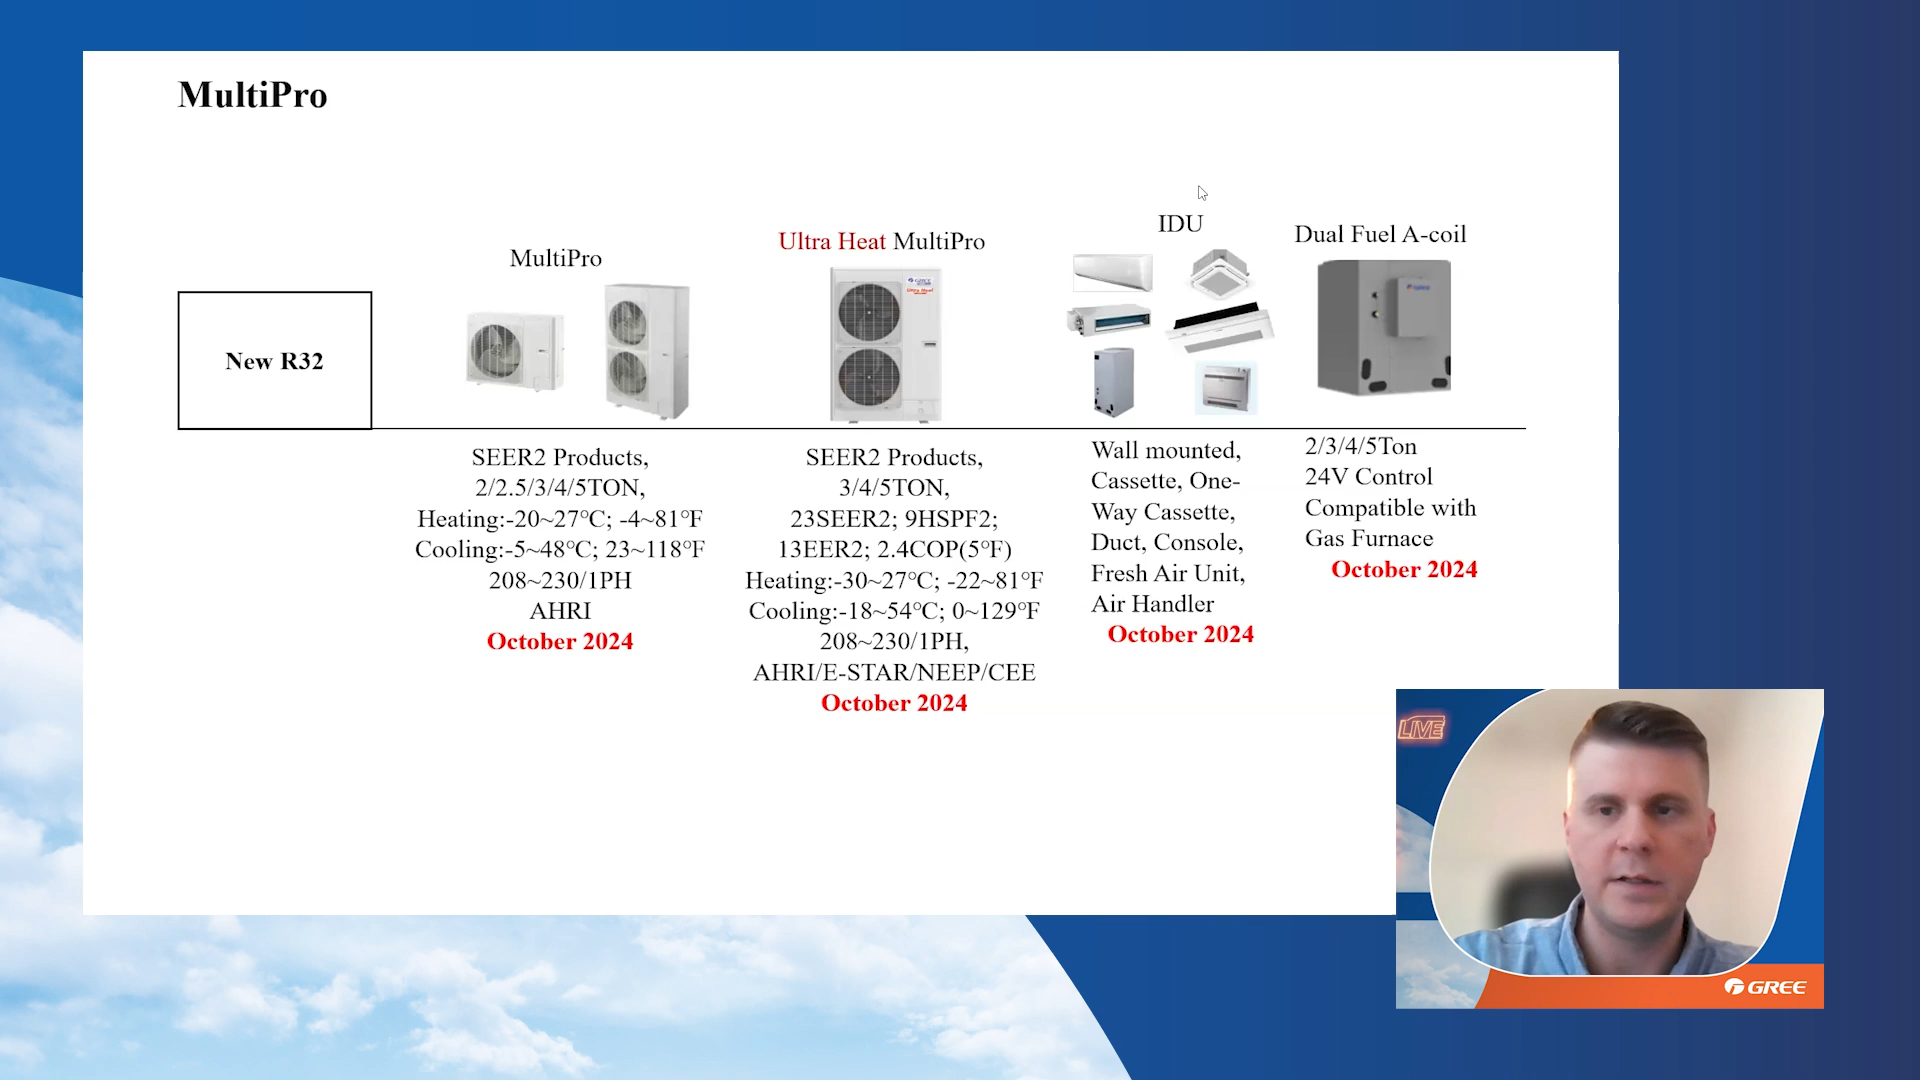 MultiPro
New R32
MultiPro
SEER2 Products,
2/2.5/3/4/5TON,
Heating:-20~27℃; -4~81℉
Cooling:-5~48℃; 23~118℉
208~230/1PH
AHRI
October 2024
Ultra Heat MultiPro
GREE
Ultra Heat
SEER2 Products,
3/4/5TON,
23SEER2; 9HSPF2;
13EER2; 2.4COP(5℉)
Heating:-30~27℃; -22~81℉
Cooling:-18~54℃; 0~129℉
208~230/1PH,
AHRI/E-STAR/NEEP/CEE
October 2024
IDU
Wall mounted,
Cassette, One-
Way Cassette,
Duct, Console,
Fresh Air Unit,
Air Handler
October 2024
Dual Fuel A-coil
2/3/4/5Ton
24V Control
Compatible with
Gas Furnace
October 2024
LIVE
GREE